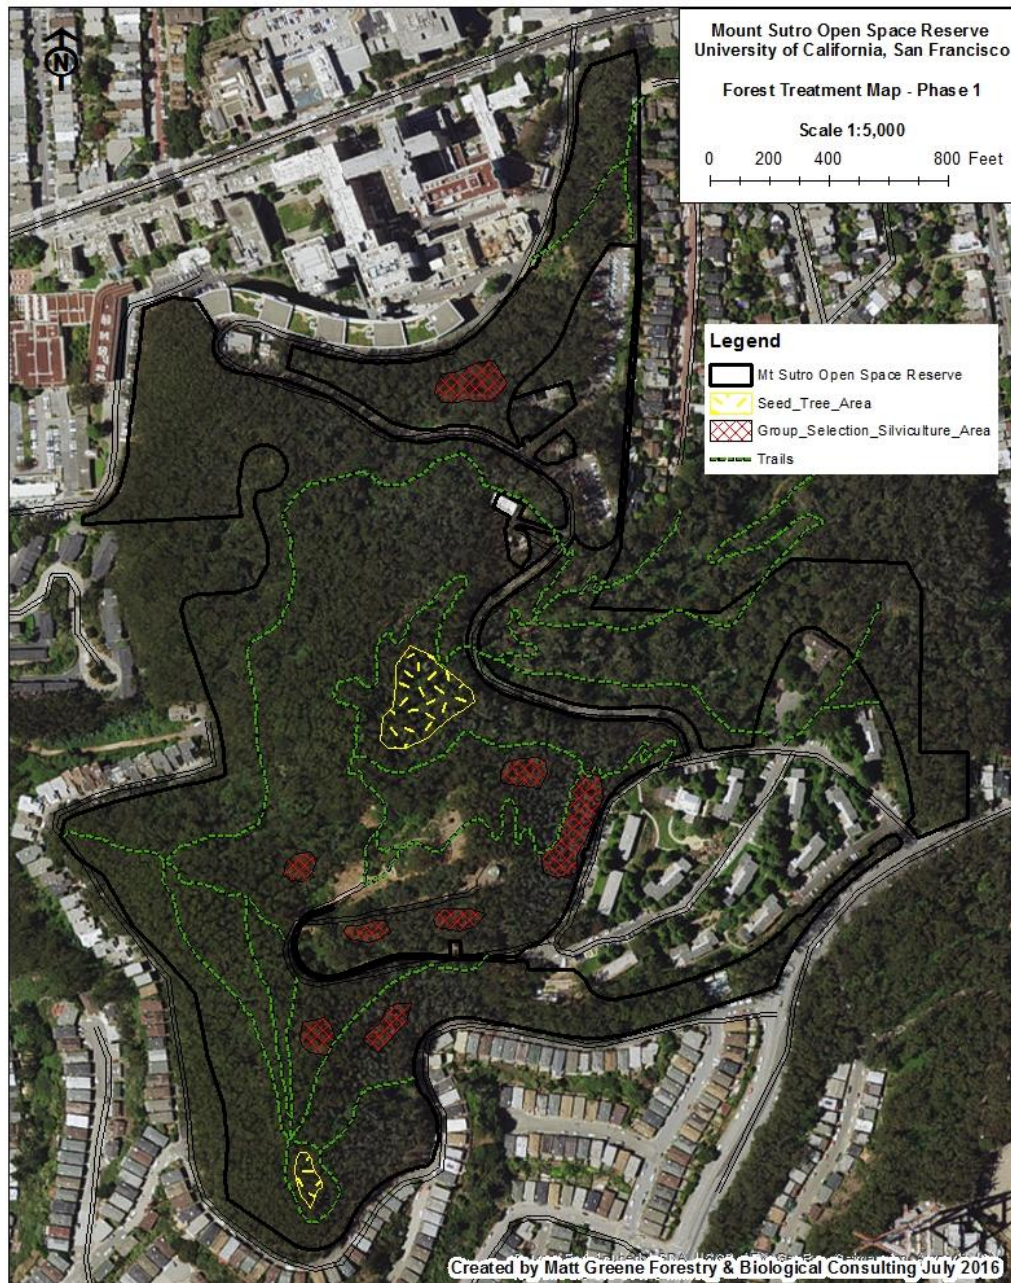 N
Mount Sutro Open Space Reserve
University of California, San Francisco
Forest Treatment Map - Phase 1
Scale 1:5,000
0 200 400 800 Feet
Legend
Mt Sutro Open Space Reserve
Seed_Tree_Area
Group_Selection_Silviculture_Area
Trails
Created by Matt Greene Forestry & Biological Consulting July 2016